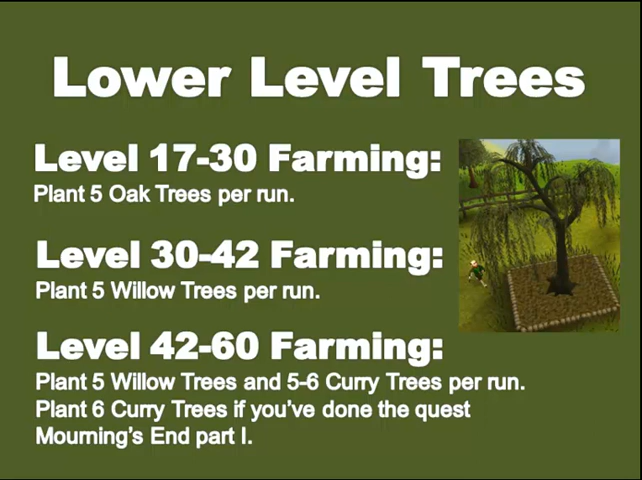 Lower Level Trees
Level 17-30 Farming:
Plant 5 Oak Trees per run.
Level 30-42 Farming:
Plant 5 Willow Trees per run.
Level 42-60 Farming:
Plant 5 Willow Trees and 5-6 Curry Trees per run.
Plant 6 Curry Trees if you’ve done the quest
Mourning’s End part I.